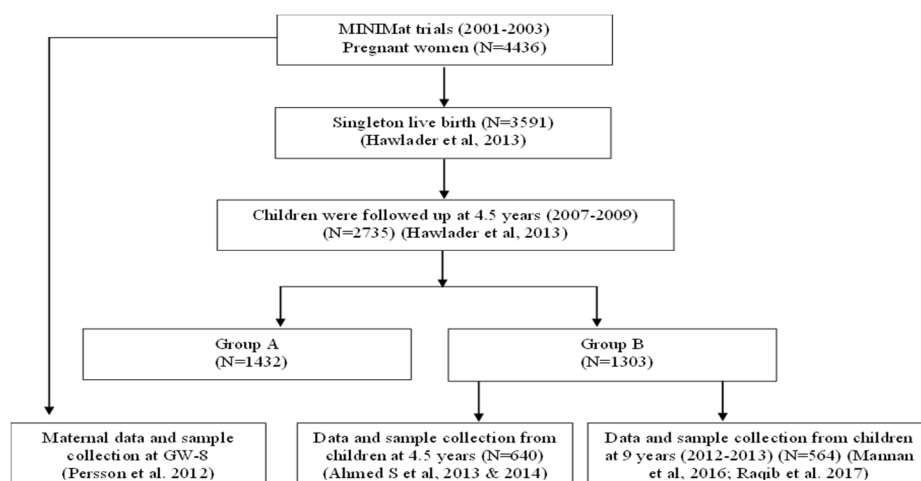 MINIMat trials (2001-2003)
Pregnant women (N=4436)
Singleton live birth (N=3591)
(Hawlader et al, 2013)
Children were followed up at 4.5 years (2007-2009)
(N=2735) (Hawlader et al, 2013)
Group A
(N=1432)
Group B
(N=1303)
Maternal data and sample
collection at GW-8
(Persson et al. 2012)
Data and sample collection from
children at 4.5 years (N=640)
(Ahmed S et al, 2013 & 2014)
Data and sample collection from children
at 9 years (2012-2013) (N=564) (Mannan
et al, 2016; Raqib et al. 2017)